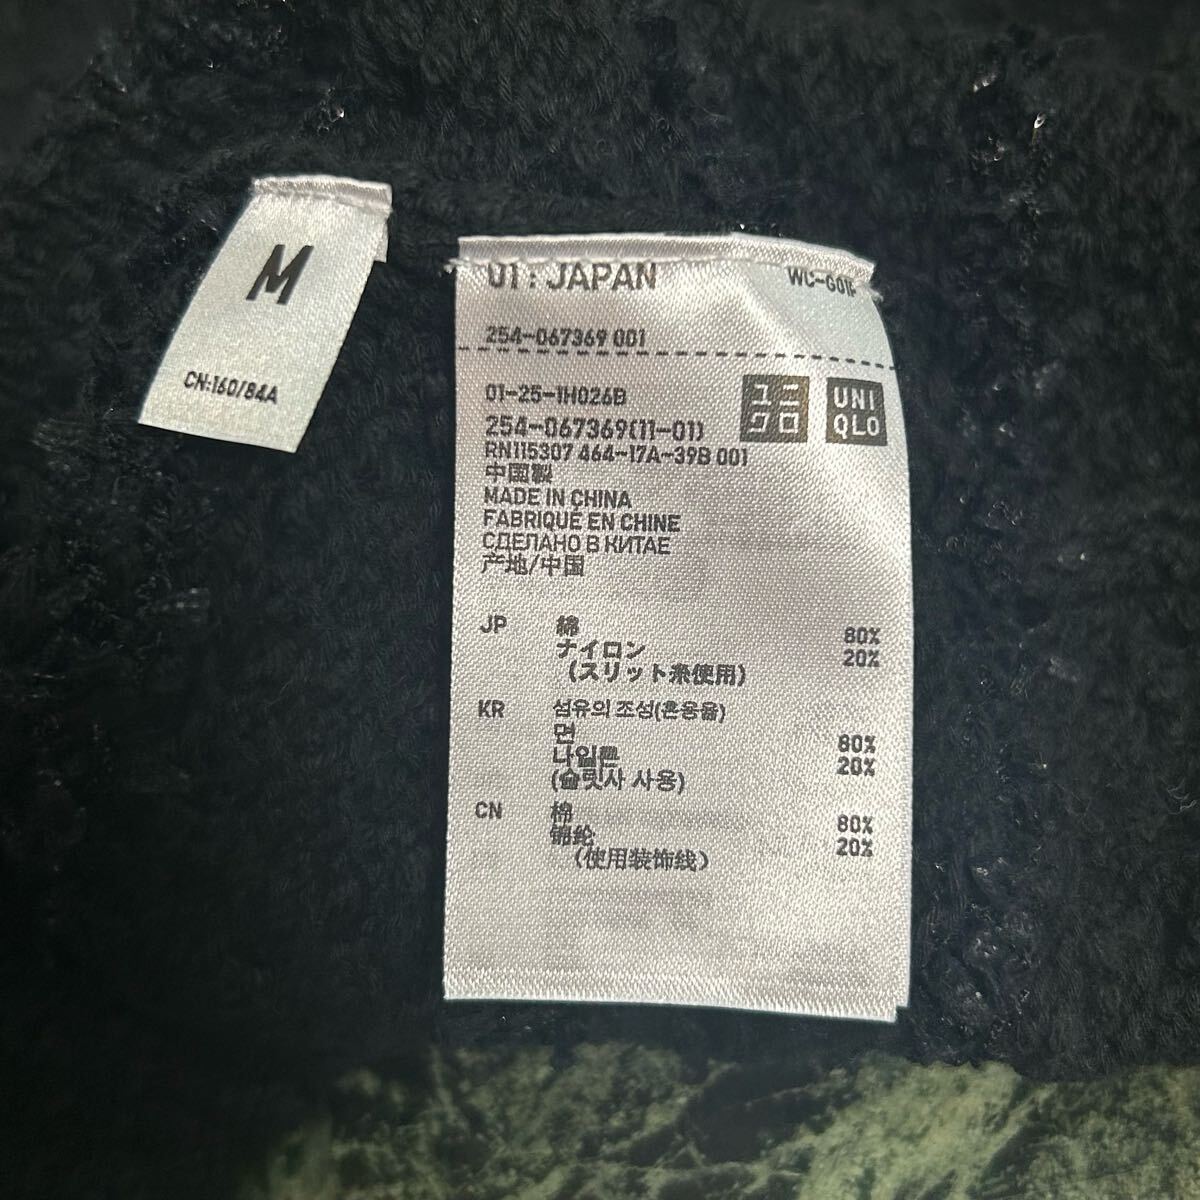 M
CN:160/84A
01: JAPAN
WC-G01F
254-067369 001
01-25-1H026B
254-067369(11-01)
ユニクロ
UNIQLO
RN115307 464-17A-39B 001
中国製
MADE IN CHINA
FABRIQUÉ EN CHINE
СДЕЛАНО В КИТАЕ
产地/中国
JP 綿 80%
ナイロン 20%
(スリット糸使用)
KR 섬유의 조성(혼용율)
면 80%
나일론 20%
(슬릿사 사용)
CN 棉 80%
锦纶 20%
(使用装饰线)